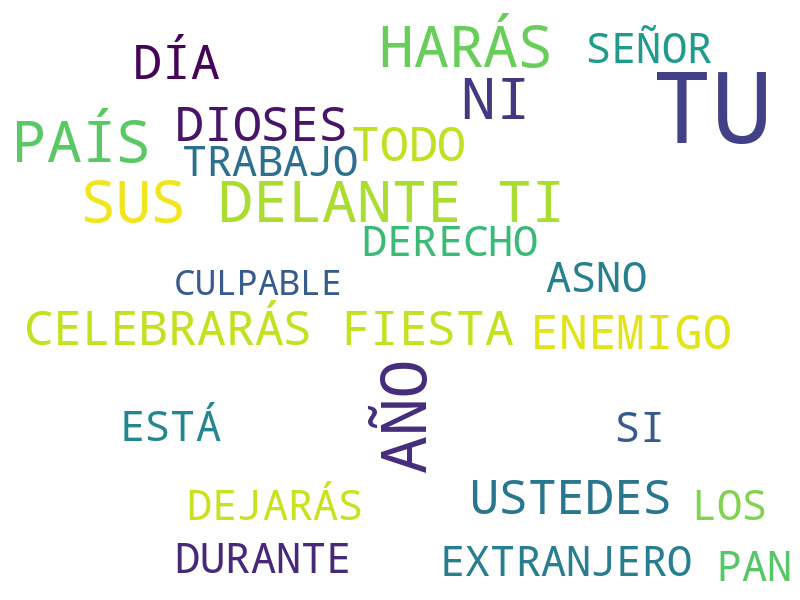 HARÁS
SEÑOR
DÍA
TU
NI
DIOSES
PAÍS
TODO
TRABAJO
SUS
DELANTE TI
DERECHO
ASNO
CULPABLE
CELEBRARÁS FIESTA
ENEMIGO
AÑO
ESTÁ
SI
USTEDES
DEJARÁS
LOS
DURANTE
EXTRANJERO
PAN